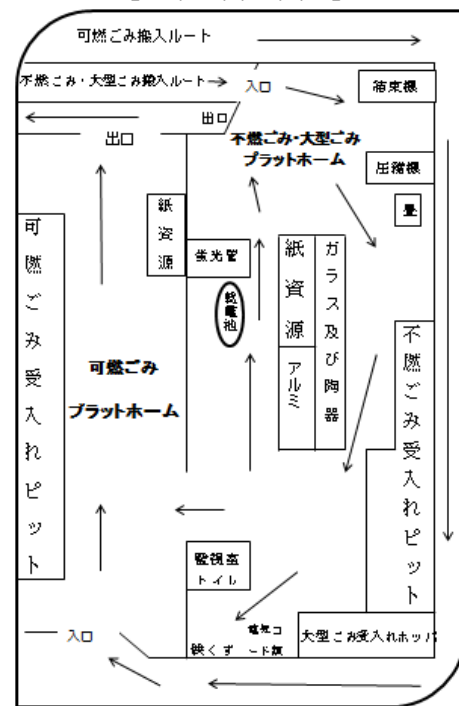 可燃ごみ搬入ルート
不燃ごみ・大型ごみ搬入ルート
入口
結束機
出口
出口
不燃ごみ・大型ごみ
プラットホーム
圧縮機
畳
紙資源
蛍光管
乾電池
紙資源
ガラス及び陶器
アルミ
可燃ごみ受入れピット
可燃ごみ
プラットホーム
不燃ごみ受入れピット
監視室
トイレ
入口
鉄くず
電気コード類
大型ごみ受入れホッパ